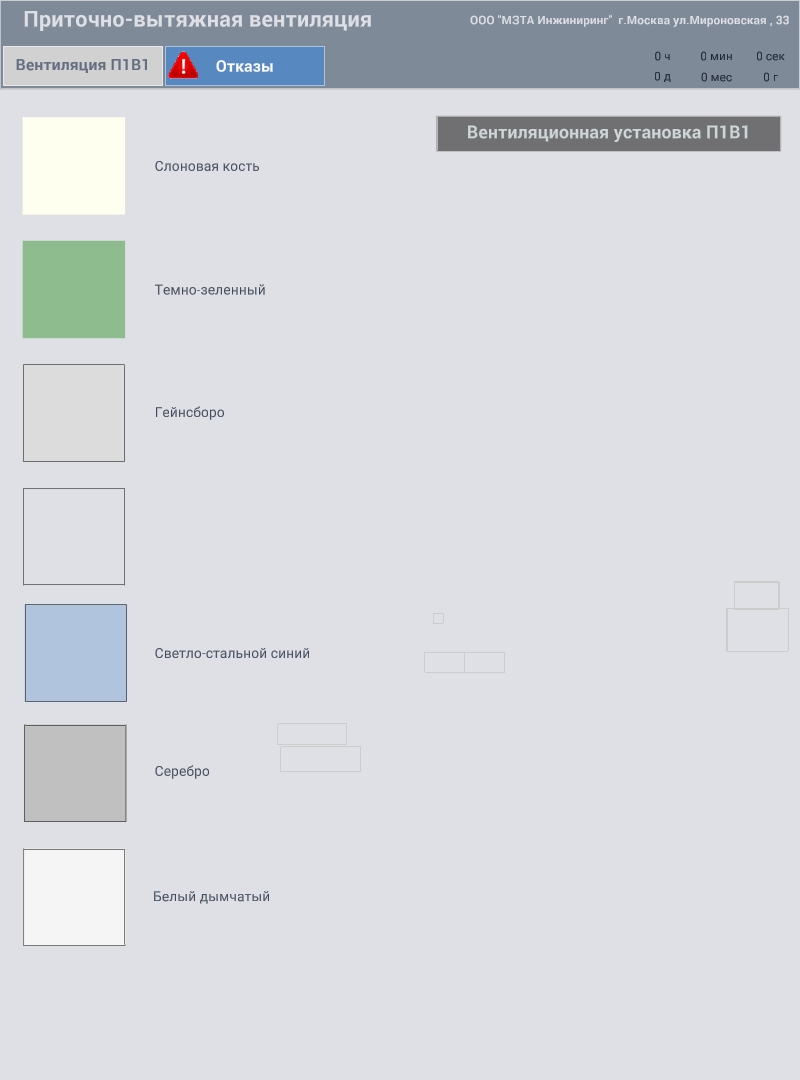 Приточно-вытяжная вентиляция
ООО "МЗТА Инжиниринг" г.Москва ул.Мироновская , 33
Вентиляция П1В1
! Отказы
0 ч 0 мин 0 сек
0 д 0 мес 0 г
Вентиляционная установка П1В1
Слоновая кость
Темно-зеленный
Гейнсборо
Светло-стальной синий
Серебро
Белый дымчатый